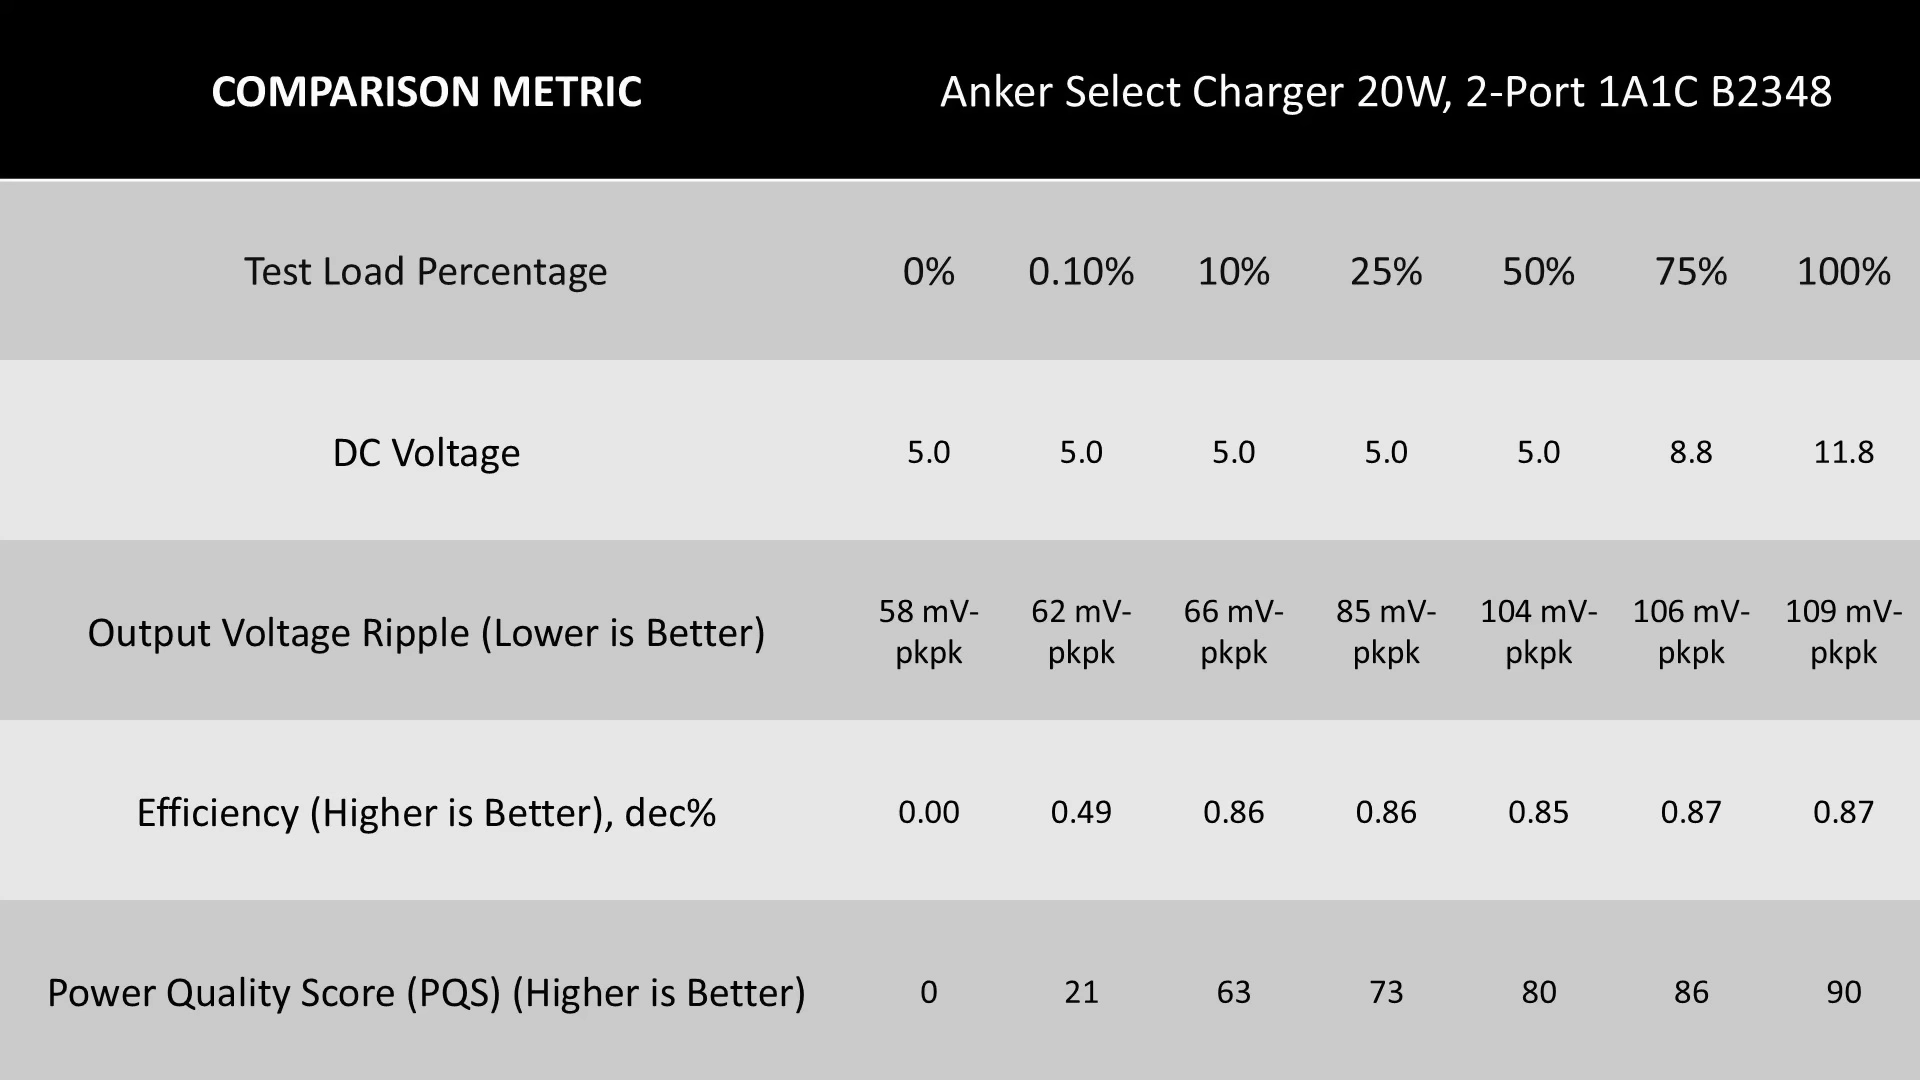 COMPARISON METRIC Anker Select Charger 20W, 2-Port 1A1C B2348
Test Load Percentage 0% 0.10% 10% 25% 50% 75% 100%
DC Voltage 5.0 5.0 5.0 5.0 5.0 8.8 11.8
Output Voltage Ripple (Lower is Better) 58 mV- 62 mV- 66 mV- 85 mV- 104 mV- 106 mV- 109 mV-
pkpk pkpk pkpk pkpk pkpk pkpk pkpk
Efficiency (Higher is Better), dec% 0.00 0.49 0.86 0.86 0.85 0.87 0.87
Power Quality Score (PQS) (Higher is Better) 0 21 63 73 80 86 90